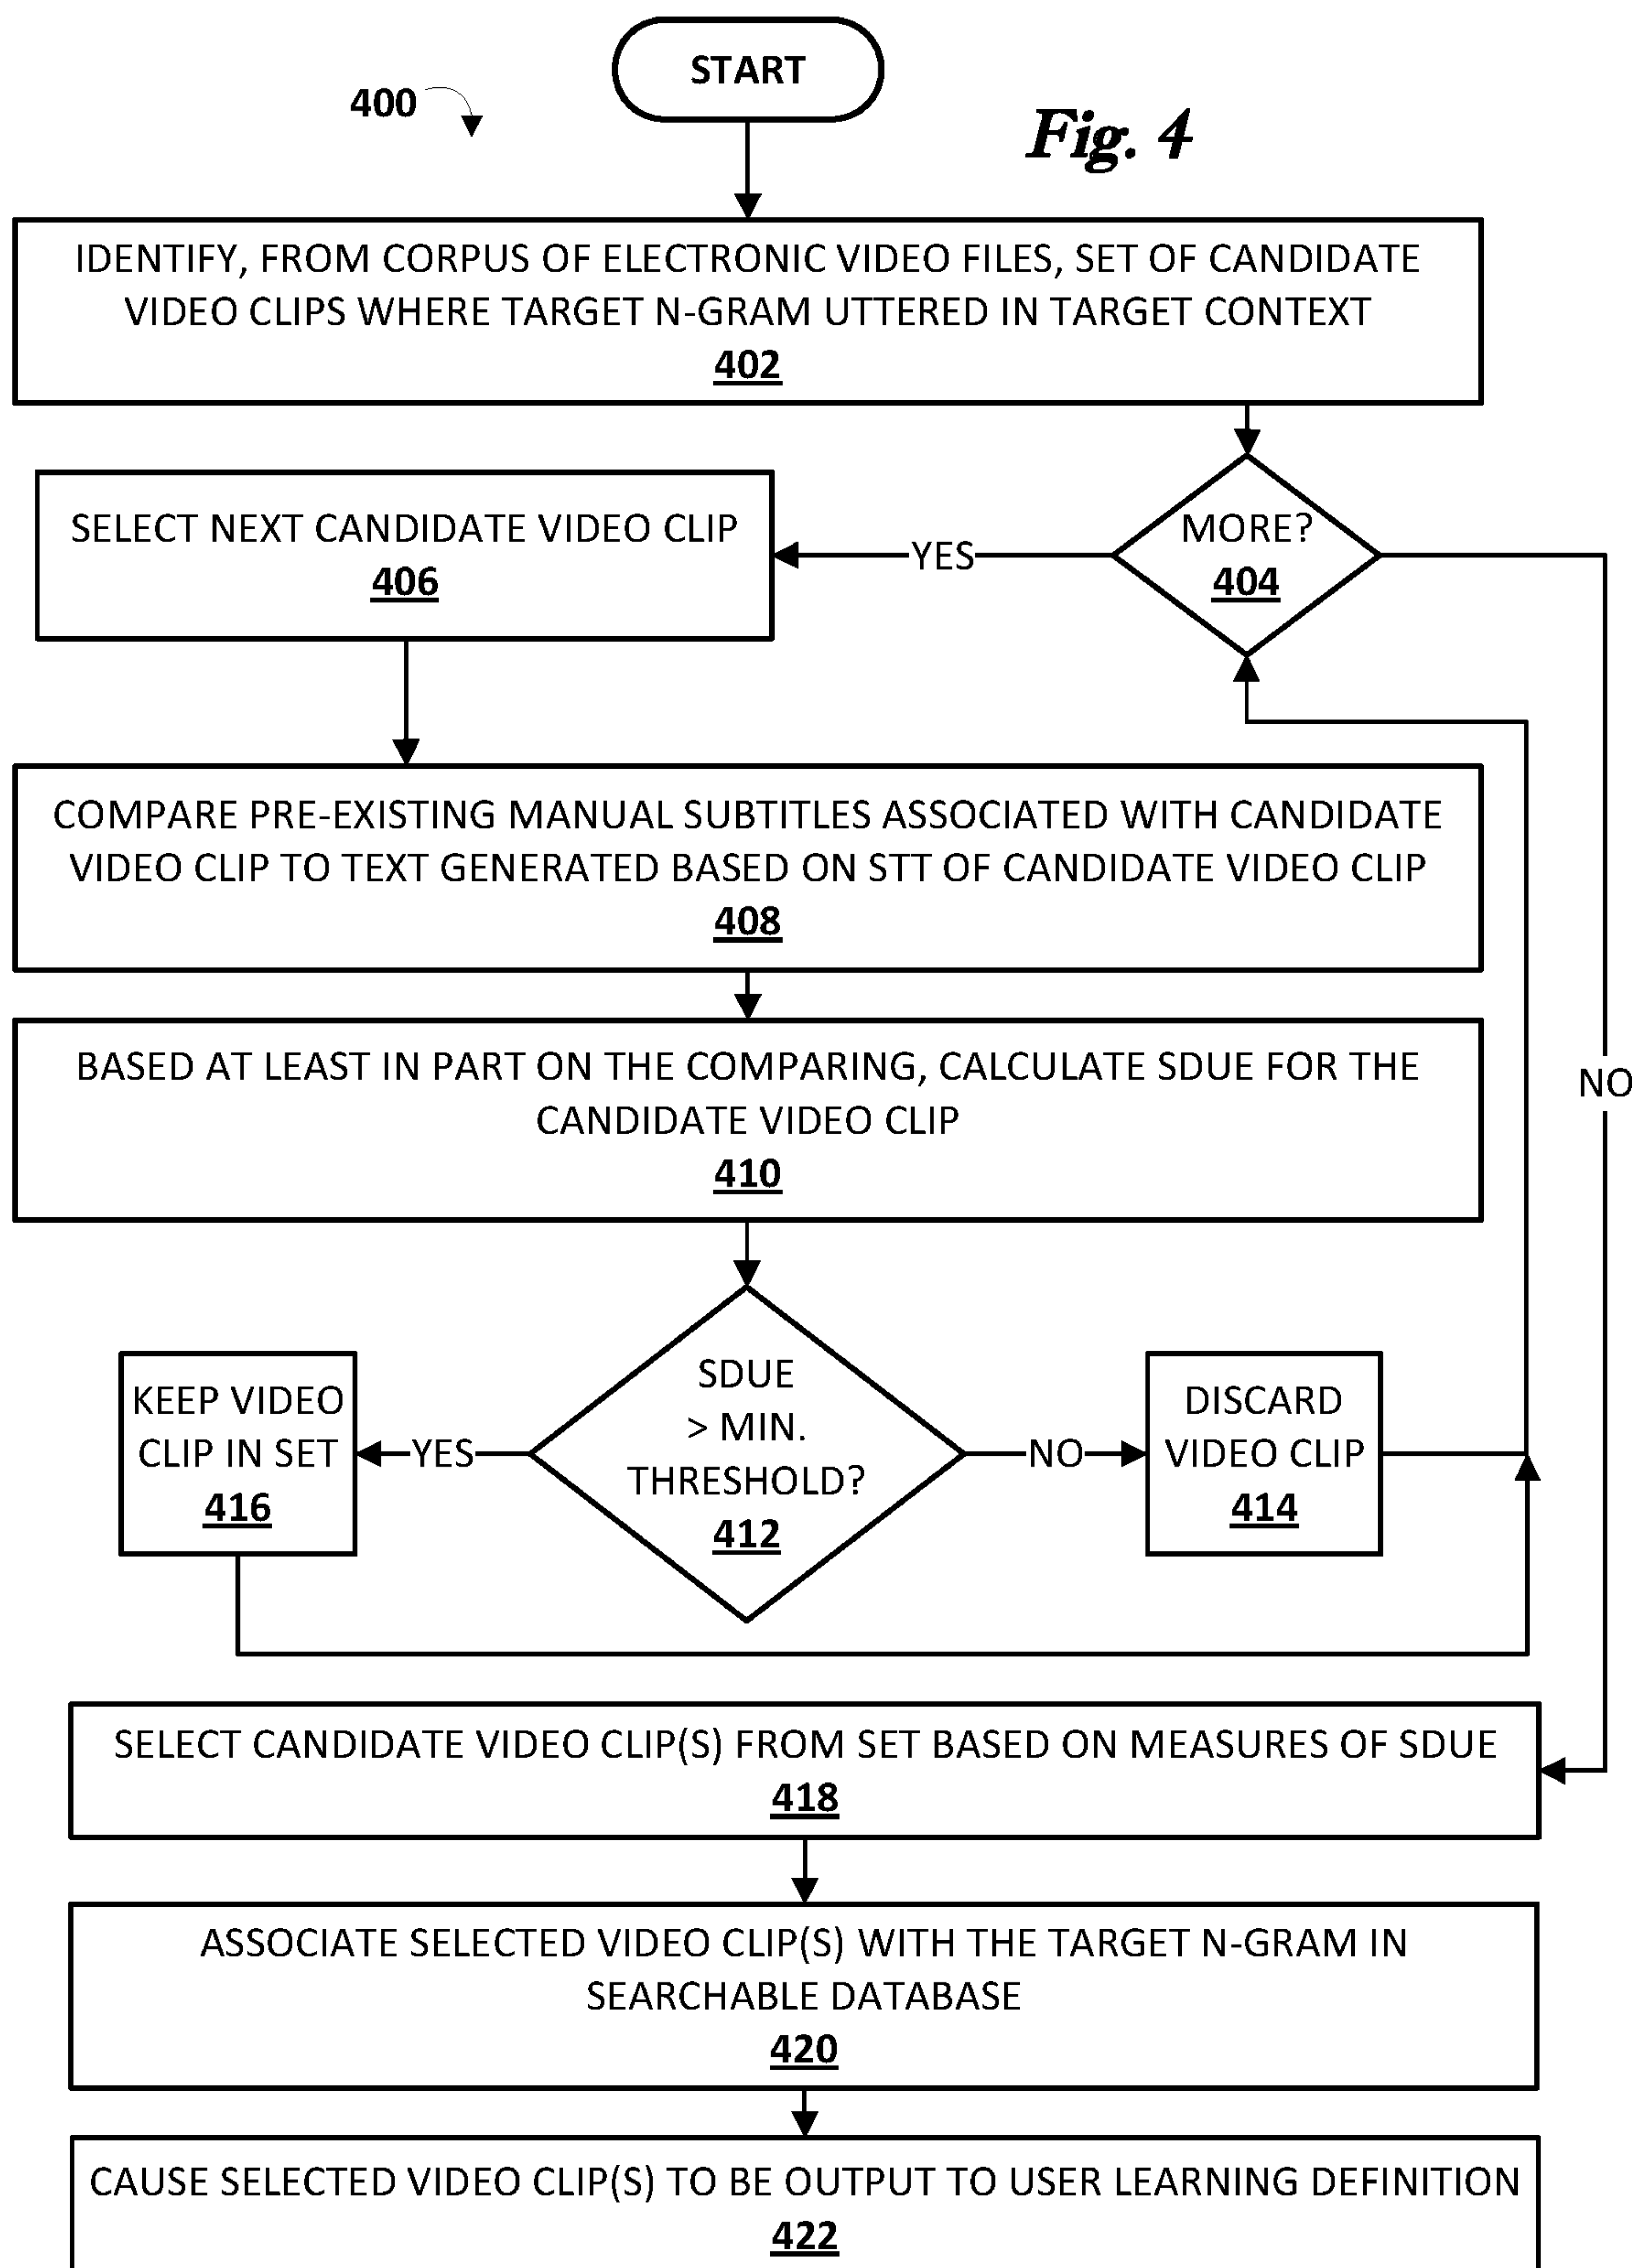 START
400
Fig. 4
IDENTIFY, FROM CORPUS OF ELECTRONIC VIDEO FILES, SET OF CANDIDATE
VIDEO CLIPS WHERE TARGET N-GRAM UTTERED IN TARGET CONTEXT
402
MORE?
404
YES
NO
SELECT NEXT CANDIDATE VIDEO CLIP
406
COMPARE PRE-EXISTING MANUAL SUBTITLES ASSOCIATED WITH CANDIDATE
VIDEO CLIP TO TEXT GENERATED BASED ON STT OF CANDIDATE VIDEO CLIP
408
BASED AT LEAST IN PART ON THE COMPARING, CALCULATE SDUE FOR THE
CANDIDATE VIDEO CLIP
410
SDUE
> MIN.
THRESHOLD?
412
YES
KEEP VIDEO
CLIP IN SET
416
NO
DISCARD
VIDEO CLIP
414
SELECT CANDIDATE VIDEO CLIP(S) FROM SET BASED ON MEASURES OF SDUE
418
ASSOCIATE SELECTED VIDEO CLIP(S) WITH THE TARGET N-GRAM IN
SEARCHABLE DATABASE
420
CAUSE SELECTED VIDEO CLIP(S) TO BE OUTPUT TO USER LEARNING DEFINITION
422